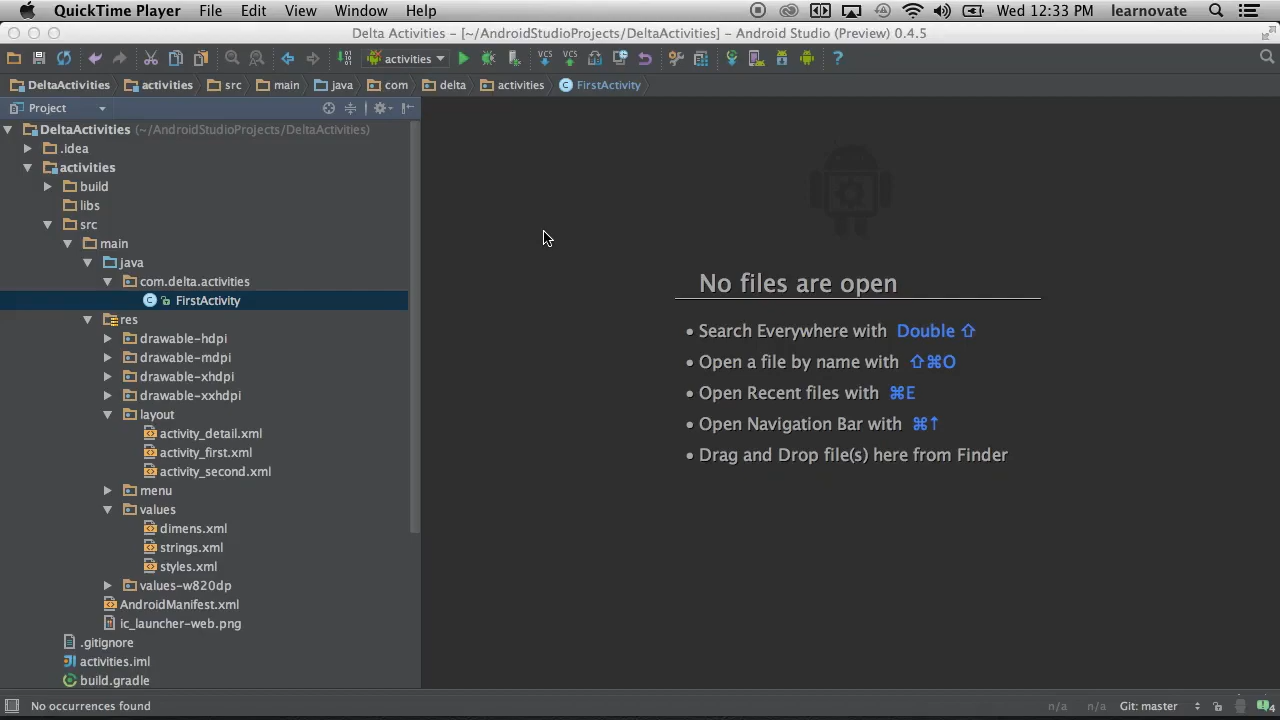 QuickTime Player File Edit View Window Help Wed 12:33 PM learnovate
Delta Activities - [~/AndroidStudioProjects/DeltaActivities] - Android Studio (Preview) 0.4.5
activities
DeltaActivities activities src main java com delta activities FirstActivity
Project
DeltaActivities (~/AndroidStudioProjects/DeltaActivities)
.idea
activities
build
libs
src
main
java
com.delta.activities
FirstActivity
res
drawable-hdpi
drawable-mdpi
drawable-xhdpi
drawable-xxhdpi
layout
activity_detail.xml
activity_first.xml
activity_second.xml
menu
values
dimens.xml
strings.xml
styles.xml
values-w820dp
AndroidManifest.xml
ic_launcher-web.png
.gitignore
activities.iml
build.gradle
No files are open
• Search Everywhere with Double ⇧
• Open a file by name with ⇧⌘O
• Open Recent files with ⌘E
• Open Navigation Bar with ⌘↑
• Drag and Drop file(s) here from Finder
No occurrences found n/a n/a Git: master 4